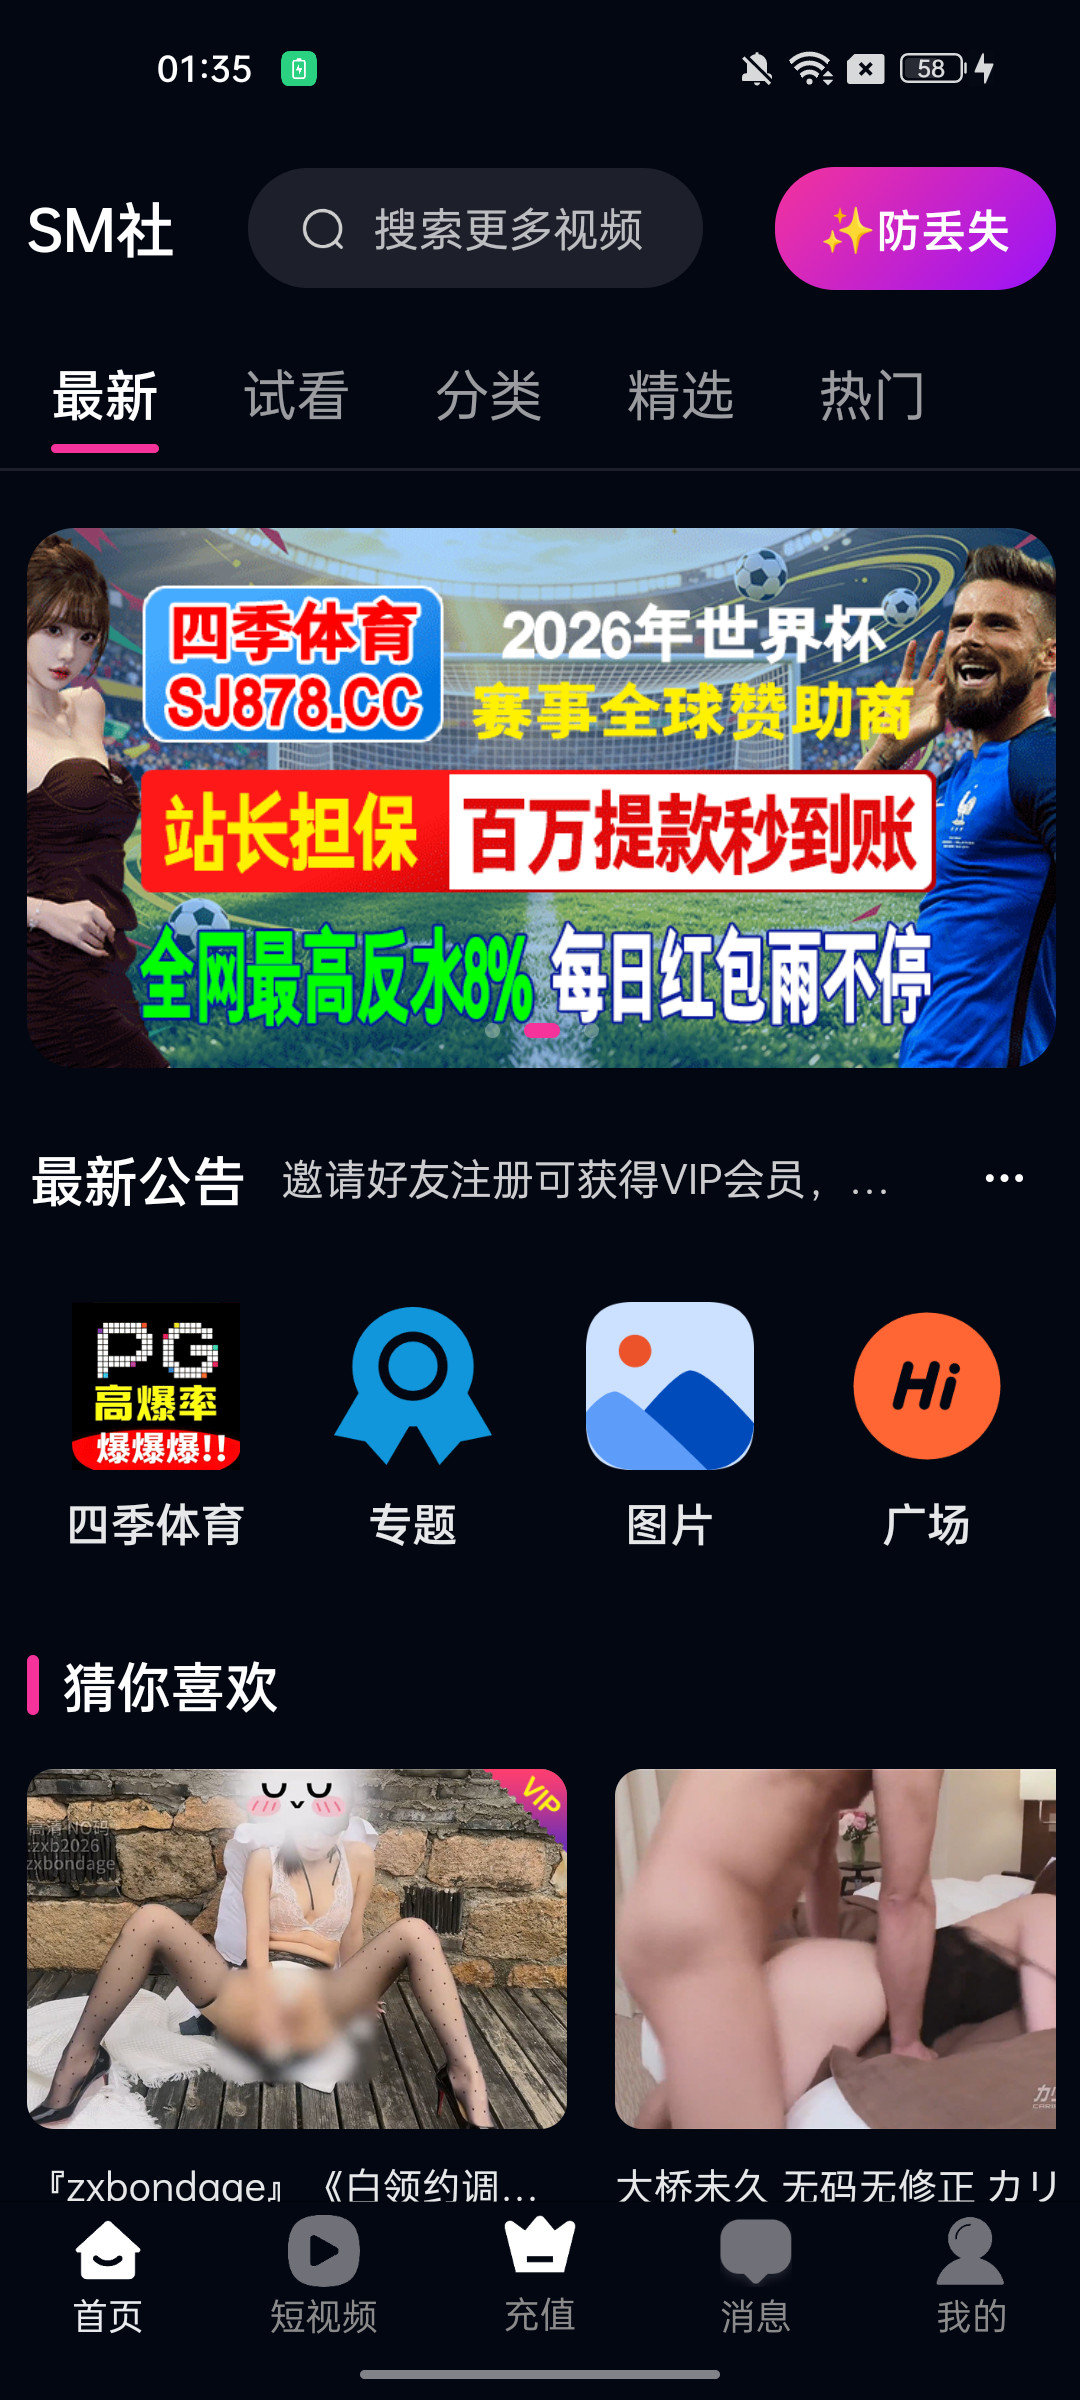 01:35
58
SM社
搜索更多视频
✨防丢失
最新
试看
分类
精选
热门
四季体育
SJ878.CC
2026年世界杯
赛事全球赞助商
站长担保
百万提款秒到账
全网最高反水8%
每日红包雨不停
最新公告
邀请好友注册可获得VIP会员，...
PG
高爆率
爆爆爆!!
Hi
四季体育
专题
图片
广场
猜你喜欢
VIP
高清 NO码
:zxb2026
zxbondage
『zxbondage』 《白领约调...
大桥未久 无码无修正 カリ
首页
短视频
充值
消息
我的